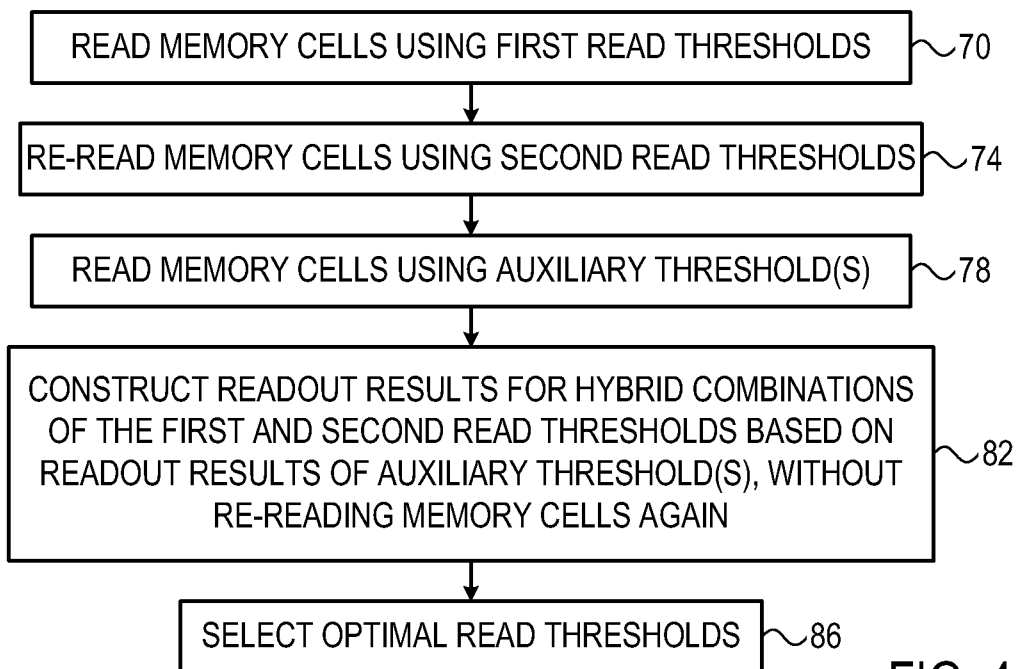 READ MEMORY CELLS USING FIRST READ THRESHOLDS
70
RE-READ MEMORY CELLS USING SECOND READ THRESHOLDS
74
READ MEMORY CELLS USING AUXILIARY THRESHOLD(S)
78
CONSTRUCT READOUT RESULTS FOR HYBRID COMBINATIONS
OF THE FIRST AND SECOND READ THRESHOLDS BASED ON
READOUT RESULTS OF AUXILIARY THRESHOLD(S), WITHOUT
RE-READING MEMORY CELLS AGAIN
82
SELECT OPTIMAL READ THRESHOLDS
86
FIG. 4